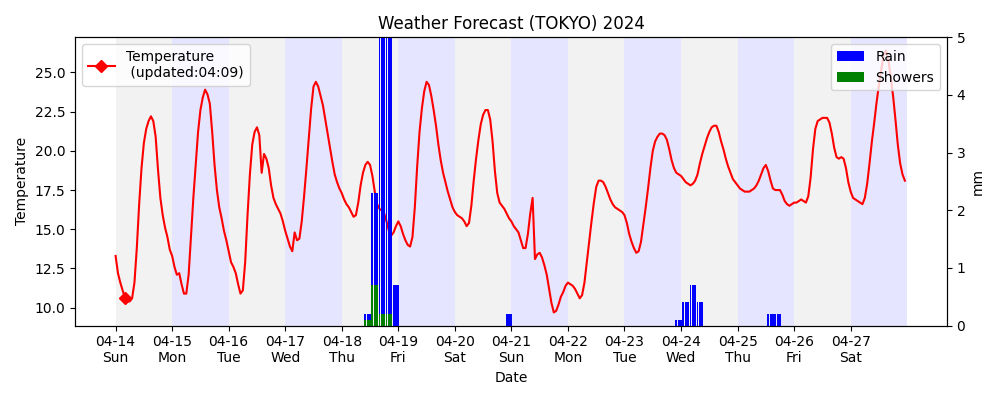 Weather Forecast (TOKYO) 2024
Temperature
(updated:04:09)
Rain
Showers
Temperature
25.0
22.5
20.0
17.5
15.0
12.5
10.0
5
4
3
2
1
0
mm
04-14 04-15 04-16 04-17 04-18 04-19 04-20 04-21 04-22 04-23 04-24 04-25 04-26 04-27
Sun Mon Tue Wed Thu Fri Sat Sun Mon Tue Wed Thu Fri Sat
Date